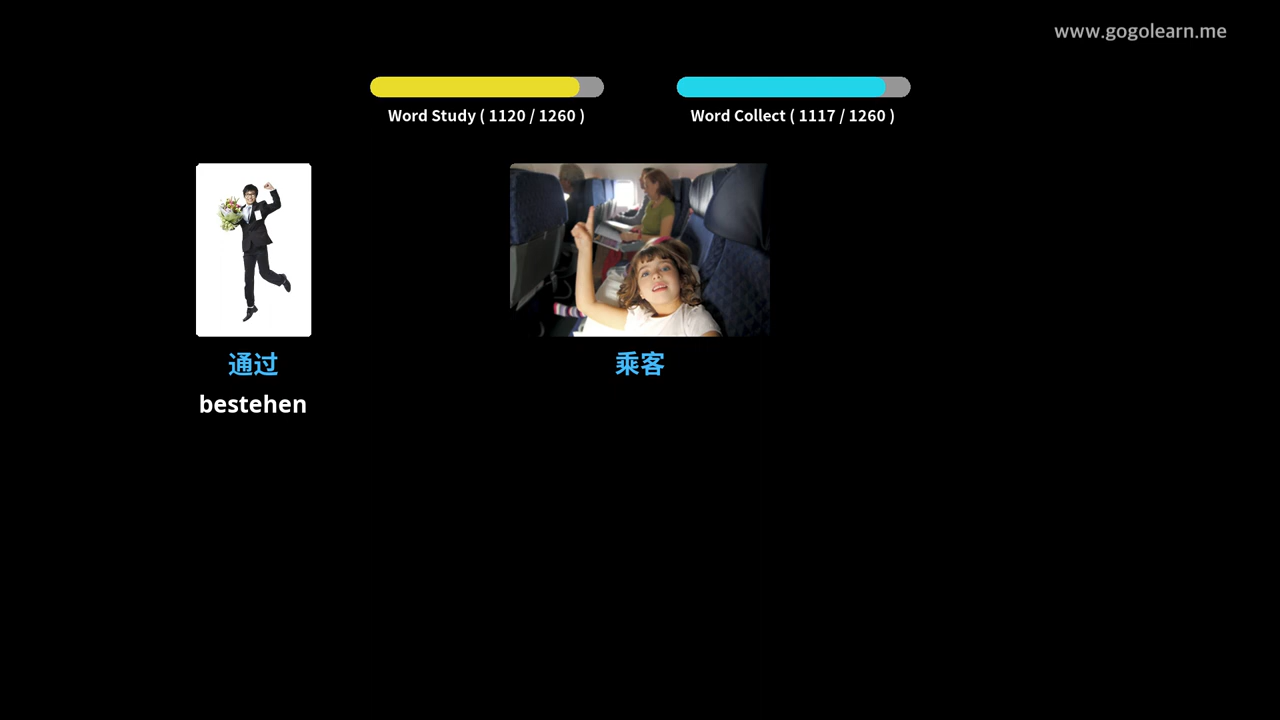 www.gogolearn.me
Word Study ( 1120 / 1260 )
Word Collect ( 1117 / 1260 )
通过
乘客
bestehen